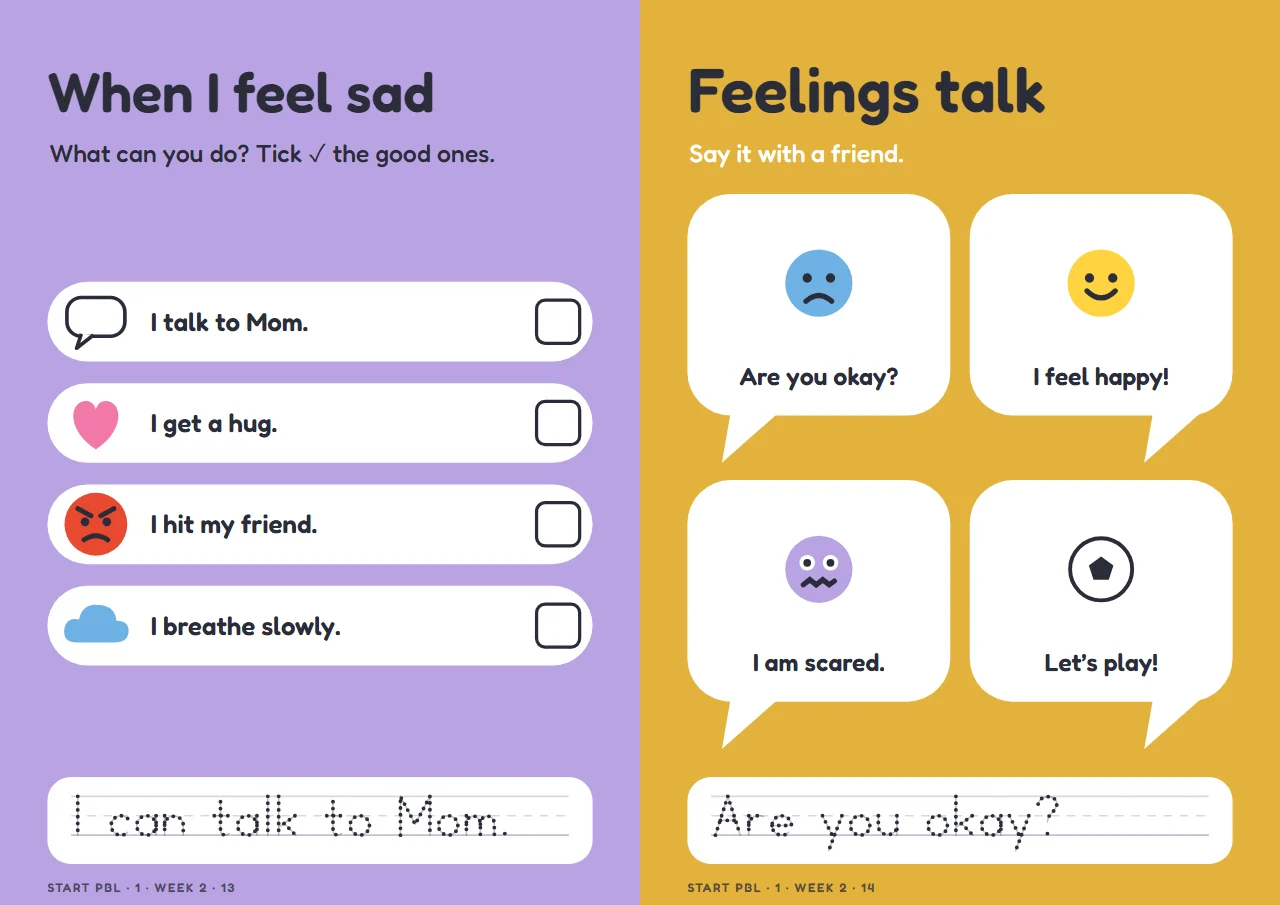 When I feel sad
What can you do? Tick ✓ the good ones.
I talk to Mom.
I get a hug.
I hit my friend.
I breathe slowly.
I can talk to Mom.
START PBL · 1 · WEEK 2 · 13
Feelings talk
Say it with a friend.
Are you okay?
I feel happy!
I am scared.
Let’s play!
Are you okay?
START PBL · 1 · WEEK 2 · 14